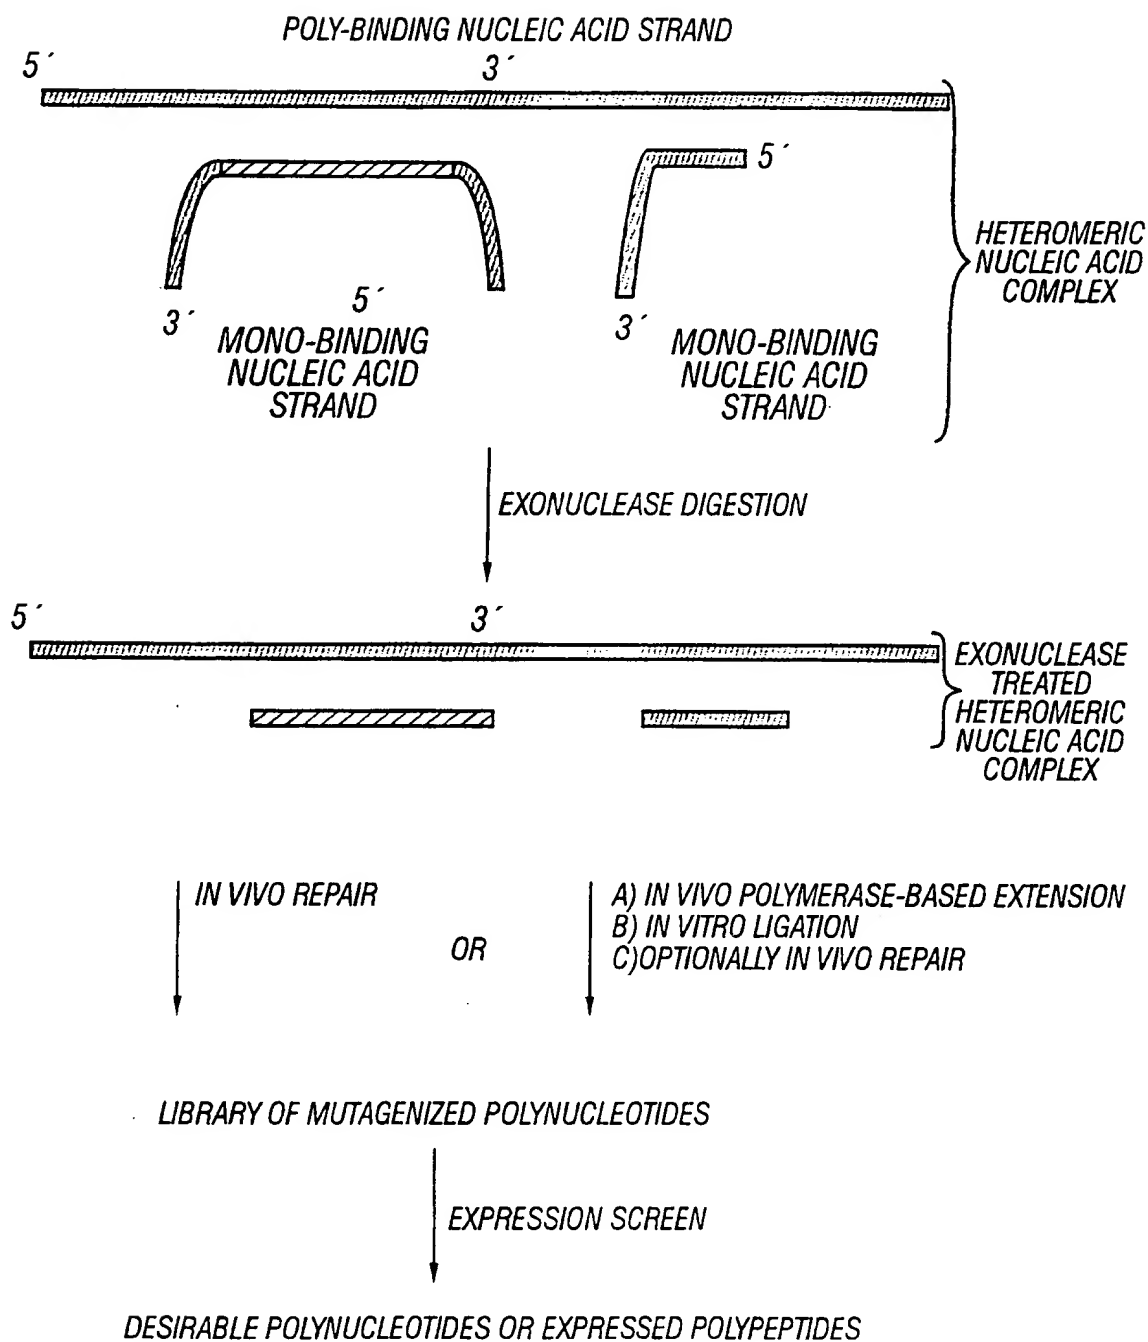 POLY-BINDING NUCLEIC ACID STRAND
5´
3´
5´
HETEROMERIC
NUCLEIC ACID
COMPLEX
3´
5´
MONO-BINDING
NUCLEIC ACID
STRAND
3´
MONO-BINDING
NUCLEIC ACID
STRAND
EXONUCLEASE DIGESTION
5´
3´
EXONUCLEASE
TREATED
HETEROMERIC
NUCLEIC ACID
COMPLEX
IN VIVO REPAIR
OR
A) IN VIVO POLYMERASE-BASED EXTENSION
B) IN VITRO LIGATION
C)OPTIONALLY IN VIVO REPAIR
LIBRARY OF MUTAGENIZED POLYNUCLEOTIDES
EXPRESSION SCREEN
DESIRABLE POLYNUCLEOTIDES OR EXPRESSED POLYPEPTIDES